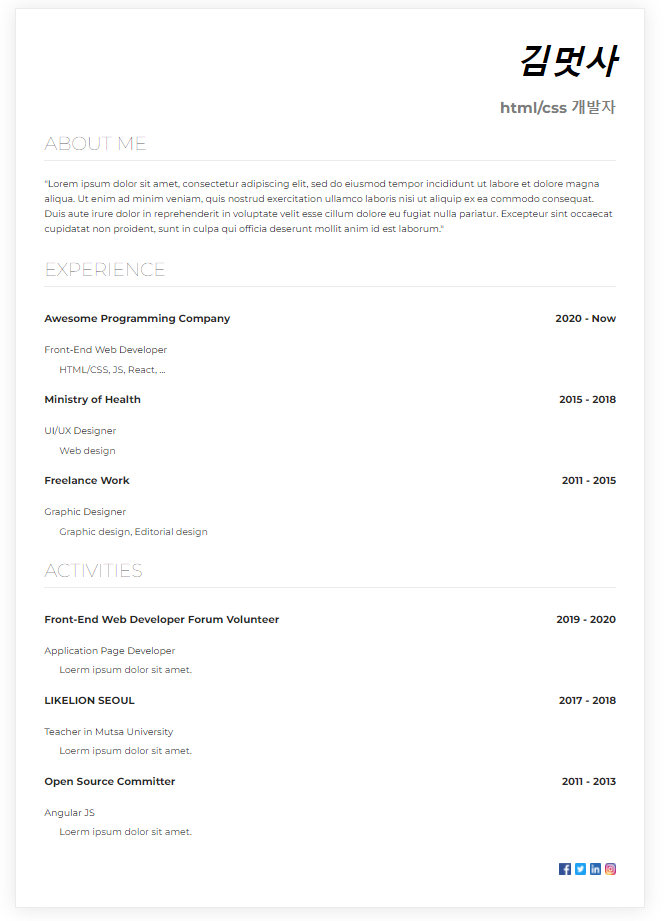 김멋사
html/css 개발자
ABOUT ME
"Lorem ipsum dolor sit amet, consectetur adipiscing elit, sed do eiusmod tempor incididunt ut labore et dolore magna
aliqua. Ut enim ad minim veniam, quis nostrud exercitation ullamco laboris nisi ut aliquip ex ea commodo consequat.
Duis aute irure dolor in reprehenderit in voluptate velit esse cillum dolore eu fugiat nulla pariatur. Excepteur sint occaecat
cupidatat non proident, sunt in culpa qui officia deserunt mollit anim id est laborum."
EXPERIENCE
Awesome Programming Company 2020 - Now
Front-End Web Developer
HTML/CSS, JS, React, ...
Ministry of Health 2015 - 2018
UI/UX Designer
Web design
Freelance Work 2011 - 2015
Graphic Designer
Graphic design, Editorial design
ACTIVITIES
Front-End Web Developer Forum Volunteer 2019 - 2020
Application Page Developer
Loerm ipsum dolor sit amet.
LIKELION SEOUL 2017 - 2018
Teacher in Mutsa University
Loerm ipsum dolor sit amet.
Open Source Committer 2011 - 2013
Angular JS
Loerm ipsum dolor sit amet.